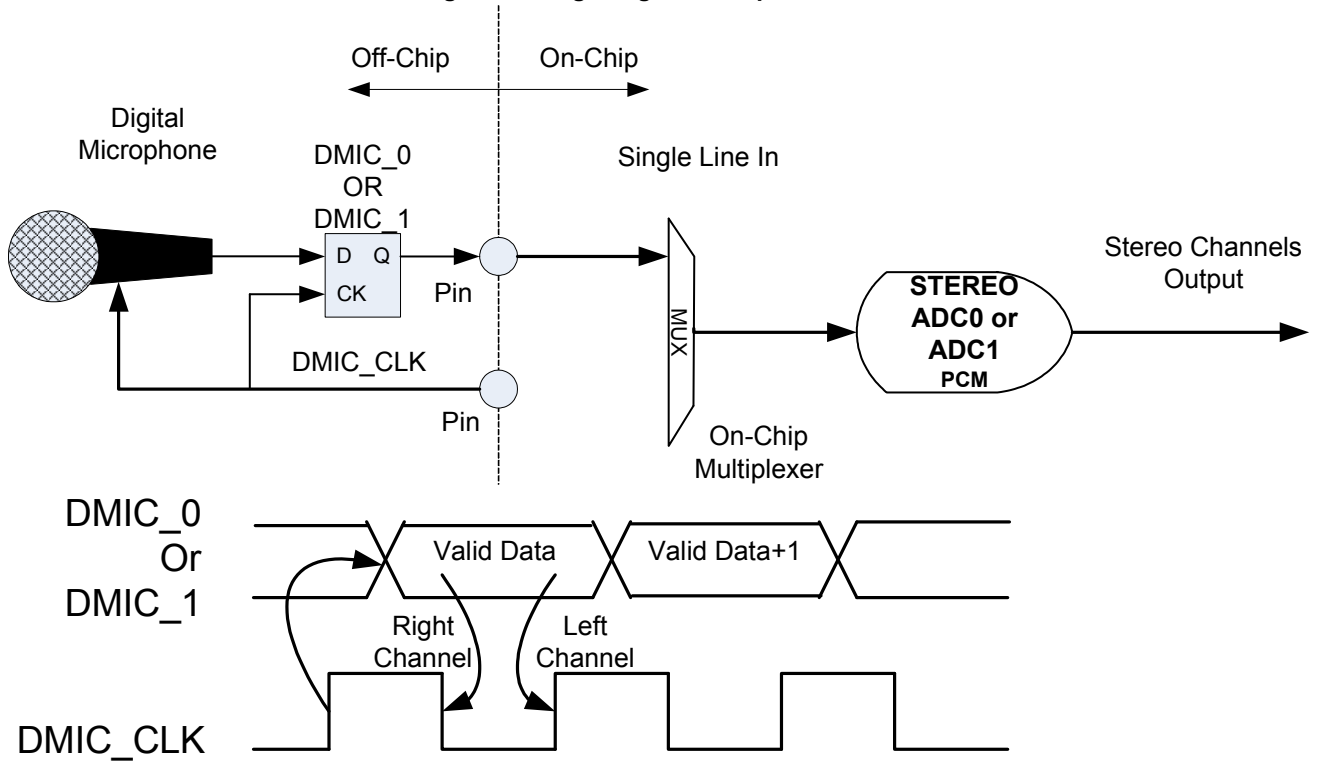 Off-Chip
On-Chip
Digital
Microphone
DMIC_0
OR
DMIC_1
Single Line In
D Q
CK
Pin
MUX
STEREO
ADC0 or
ADC1
PCM
Stereo Channels
Output
DMIC_CLK
Pin
On-Chip
Multiplexer
DMIC_0
Or
DMIC_1
Valid Data
Valid Data+1
Right
Channel
Left
Channel
DMIC_CLK